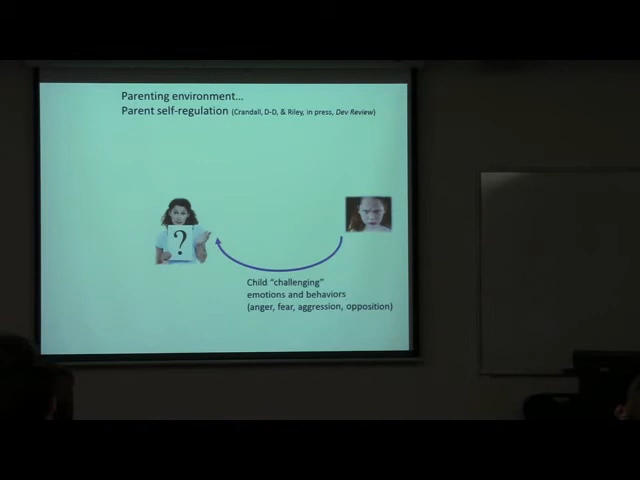 Parenting environment...
Parent self-regulation (Crandall, D-D, & Riley, in press, Dev Review)
?
Child "challenging"
emotions and behaviors
(anger, fear, aggression, opposition)